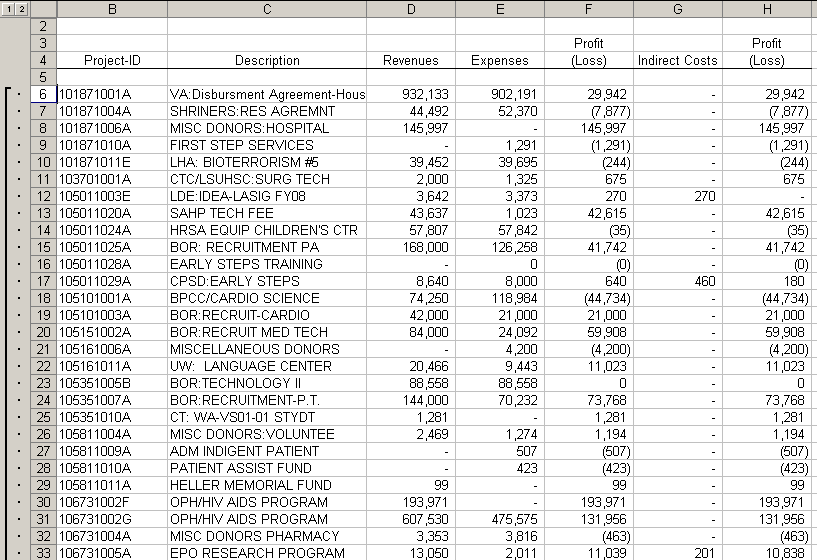 1 2 B C D E F G H
2
3 Profit Profit
4 Project-ID Description Revenues Expenses (Loss) Indirect Costs (Loss)
5
6 101871001A VA:Disbursment Agreement-Hous 932,133 902,191 29,942 - 29,942
7 101871004A SHRINERS:RES AGREMNT 44,492 52,370 (7,877) - (7,877)
8 101871006A MISC DONORS:HOSPITAL 145,997 - 145,997 - 145,997
9 101871010A FIRST STEP SERVICES - 1,291 (1,291) - (1,291)
10 101871011E LHA: BIOTERRORISM #5 39,452 39,695 (244) - (244)
11 103701001A CTC/LSUHSC:SURG TECH 2,000 1,325 675 - 675
12 105011003E LDE:IDEA-LASIG FY08 3,642 3,373 270 270 -
13 105011020A SAHP TECH FEE 43,637 1,023 42,615 - 42,615
14 105011024A HRSA EQUIP CHILDREN'S CTR 57,807 57,842 (35) - (35)
15 105011025A BOR: RECRUITMENT PA 168,000 126,258 41,742 - 41,742
16 105011028A EARLY STEPS TRAINING - 0 (0) - (0)
17 105011029A CPSD:EARLY STEPS 8,640 8,000 640 460 180
18 105101001A BPCC/CARDIO SCIENCE 74,250 118,984 (44,734) - (44,734)
19 105101003A BOR:RECRUIT-CARDIO 42,000 21,000 21,000 - 21,000
20 105151002A BOR:RECRUIT MED TECH 84,000 24,092 59,908 - 59,908
21 105161006A MISCELLANEOUS DONORS - 4,200 (4,200) - (4,200)
22 105161011A UW: LANGUAGE CENTER 20,466 9,443 11,023 - 11,023
23 105351005B BOR:TECHNOLOGY II 88,558 88,558 0 - 0
24 105351007A BOR:RECRUITMENT-P.T. 144,000 70,232 73,768 - 73,768
25 105351010A CT: WA-VS01-01 STYDT 1,281 - 1,281 - 1,281
26 105811004A MISC DONORS:VOLUNTEE 2,469 1,274 1,194 - 1,194
27 105811009A ADM INDIGENT PATIENT - 507 (507) - (507)
28 105811010A PATIENT ASSIST FUND - 423 (423) - (423)
29 105811011A HELLER MEMORIAL FUND 99 - 99 - 99
30 106731002F OPH/HIV AIDS PROGRAM 193,971 - 193,971 - 193,971
31 106731002G OPH/HIV AIDS PROGRAM 607,530 475,575 131,956 - 131,956
32 106731004A MISC DONORS PHARMACY 3,353 3,816 (463) - (463)
33 106731005A EPO RESEARCH PROGRAM 13,050 2,011 11,039 201 10,838